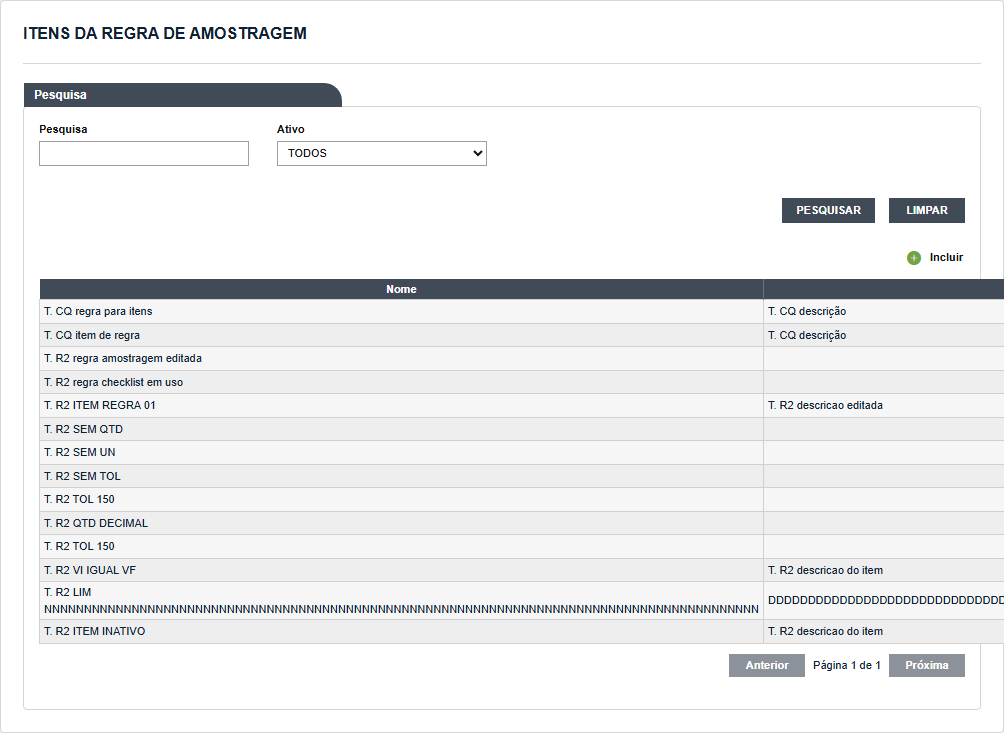 ITENS DA REGRA DE AMOSTRAGEM
Pesquisa
Pesquisa Ativo
TODOS
PESQUISAR LIMPAR
Incluir
Nome
T. CQ regra para itens T. CQ descrição
T. CQ item de regra T. CQ descrição
T. R2 regra amostragem editada
T. R2 regra checklist em uso
T. R2 ITEM REGRA 01 T. R2 descricao editada
T. R2 SEM QTD
T. R2 SEM UN
T. R2 SEM TOL
T. R2 TOL 150
T. R2 QTD DECIMAL
T. R2 TOL 150
T. R2 VI IGUAL VF T. R2 descricao do item
T. R2 LIM
T. R2 ITEM INATIVO T. R2 descricao do item
Anterior Página 1 de 1 Próxima